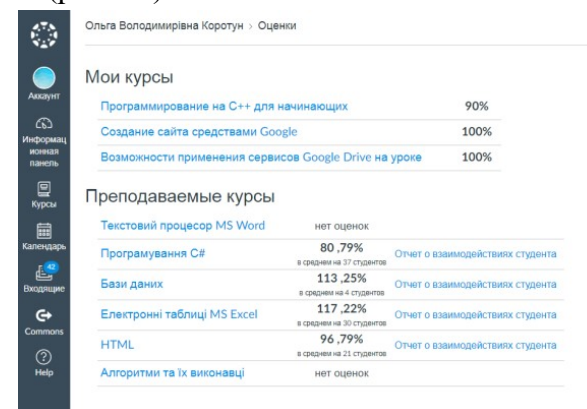 (р
Ольга Володимирівна Коротун > Оценки
Аккаунт
Информац
ионная
панель
Курсы
Календарь
42
Входящие
Commons
Help
Мои курсы
Программирование на C++ для начинающих 90%
Создание сайта средствами Google 100%
Возможности применения сервисов Google Drive на уроке 100%
Преподаваемые курсы
Текстовий процесор MS Word нет оценок
Програмування C# 80 ,79% Отчет о взаимодействиях студента
в среднем на 37 студентов
Бази даних 113 ,25% Отчет о взаимодействиях студента
в среднем на 4 студентов
Електронні таблиці MS Excel 117 ,22% Отчет о взаимодействиях студента
в среднем на 30 студентов
HTML 96 ,79% Отчет о взаимодействиях студента
в среднем на 21 студентов
Алгоритми та їх виконавці нет оценок